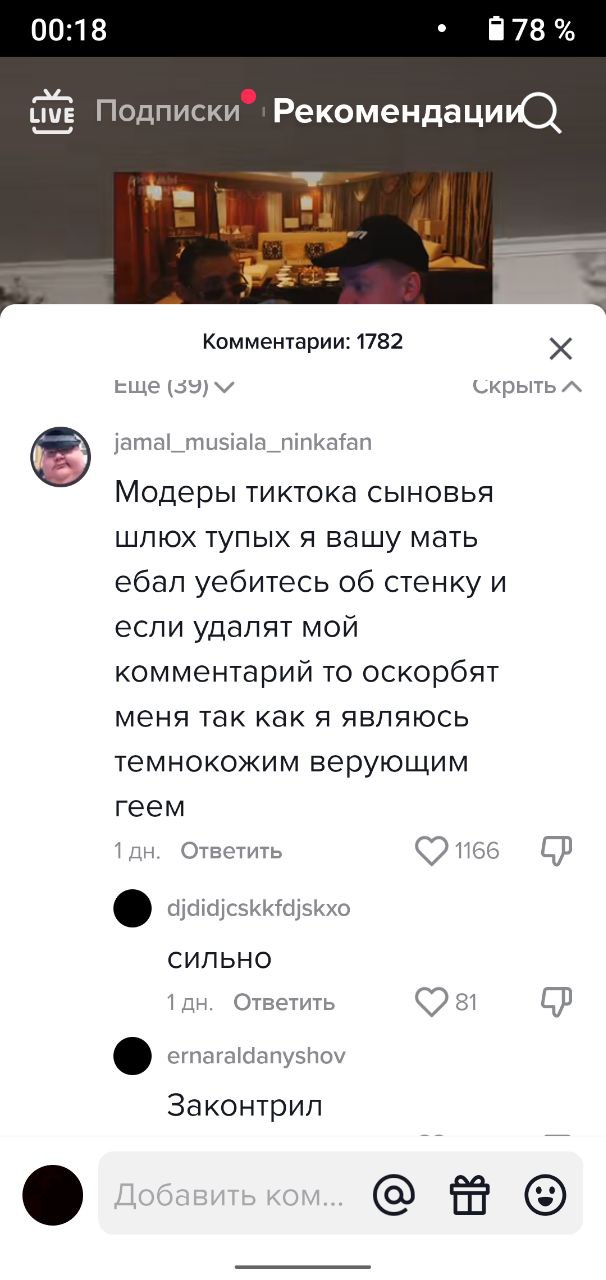 00:18
78 %
LIVE Подписки Рекомендации
Комментарии: 1782
Ещё (39) Скрыть
jamal_musiala_ninkafan
Модеры тиктока сыновья
шлюх тупых я вашу мать
ебал уебитесь об стенку и
если удалят мой
комментарий то оскорбят
меня так как я являюсь
темнокожим верующим
геем
1 дн. Ответить 1166
djdidjcskkfdjskxo
сильно
1 дн. Ответить 81
ernaraldanyshov
Законтрил
Добавить ком...